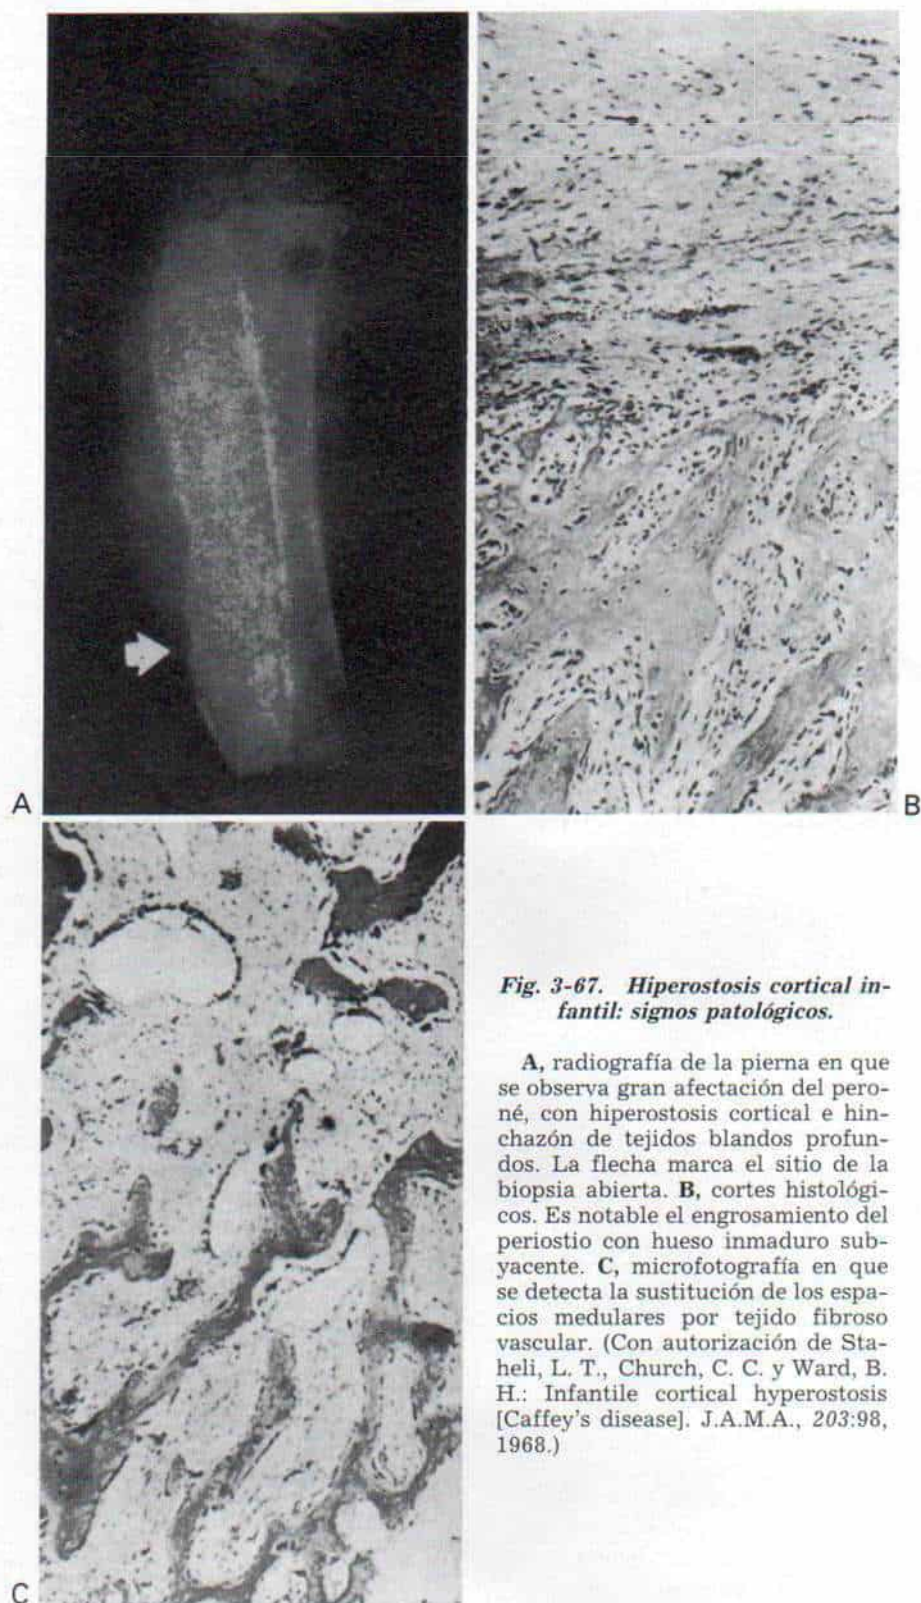 A
B
C
Fig. 3-67. Hiperostosis cortical in-
fantil: signos patológicos.
A, radiografía de la pierna en que
se observa gran afectación del pero-
né, con hiperostosis cortical e hin-
chazón de tejidos blandos profun-
dos. La flecha marca el sitio de la
biopsia abierta. B, cortes histológi-
cos. Es notable el engrosamiento del
periostio con hueso inmaduro sub-
yacente. C, microfotografía en que
se detecta la sustitución de los espa-
cios medulares por tejido fibroso
vascular. (Con autorización de Sta-
heli, L. T., Church, C. C. y Ward, B.
H.: Infantile cortical hyperostosis
[Caffey's disease]. J.A.M.A., 203:98,
1968.)